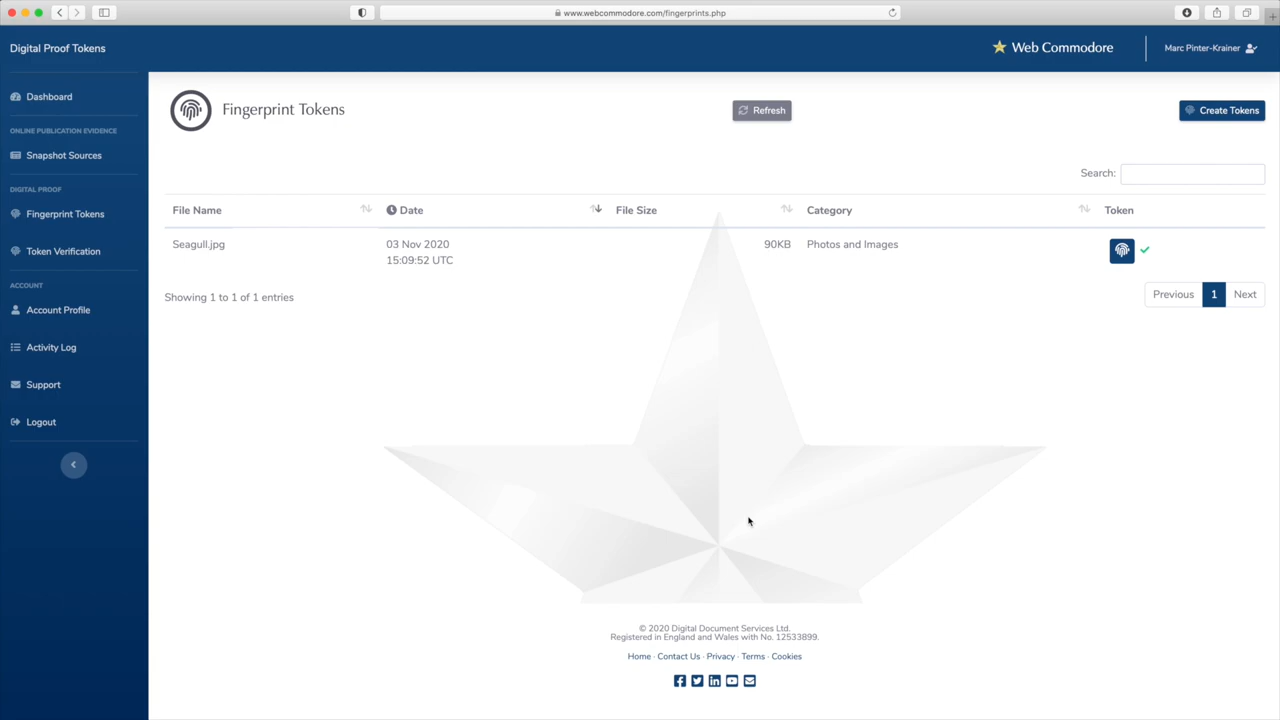 www.webcommodore.com/fingerprints.php
Digital Proof Tokens
Web Commodore
Marc Pinter-Krainer
Dashboard
ONLINE PUBLICATION EVIDENCE
Snapshot Sources
DIGITAL PROOF
Fingerprint Tokens
Token Verification
ACCOUNT
Account Profile
Activity Log
Support
Logout
Fingerprint Tokens
Refresh
Create Tokens
Search:
File Name Date File Size Category Token
Seagull.jpg 03 Nov 2020 90KB Photos and Images
15:09:52 UTC
Showing 1 to 1 of 1 entries
Previous 1 Next
© 2020 Digital Document Services Ltd.
Registered in England and Wales with No. 12533899.
Home · Contact Us · Privacy · Terms · Cookies